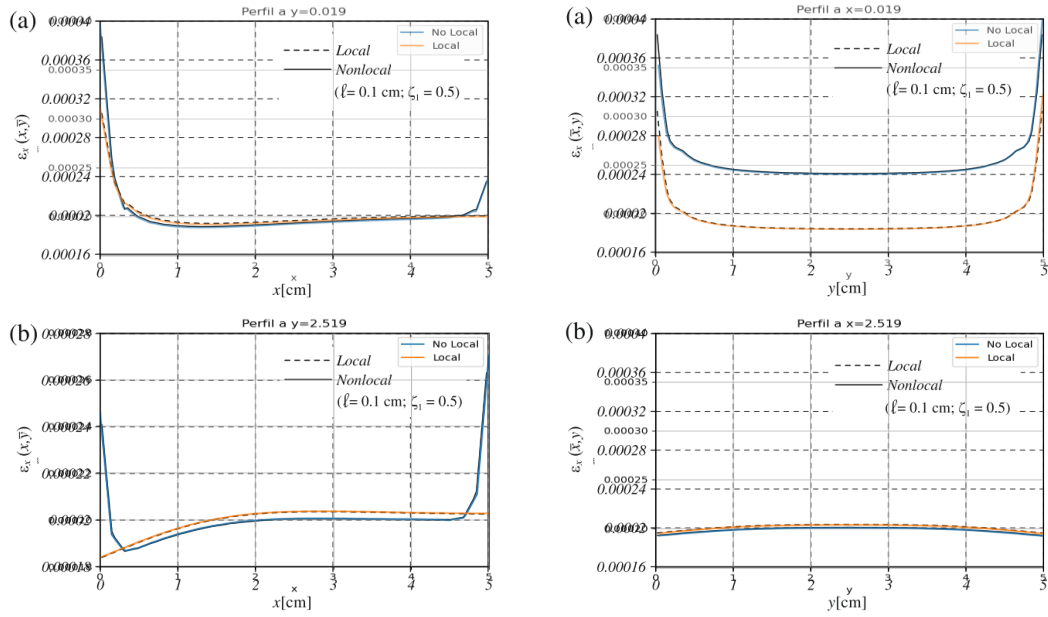 (a)
Perfil a y=0.019
0.0004
No Local
Local
Local
Nonlocal
(ℓ= 0.1 cm; ζ1 = 0.5)
0.00036
0.00035
0.00032
0.00030
0.00028
0.00025
0.00024
0.0002
0.00016
εx (x,ȳ)
0 1 2 3 4 5
x
x[cm]
(a)
Perfil a x=0.019
0.0004
No Local
Local
Local
Nonlocal
(ℓ= 0.1 cm; ζ1 = 0.5)
0.00036
0.00035
0.00032
0.00030
0.00028
0.00025
0.00024
0.0002
0.00016
εx (x̄,y)
0 1 2 3 4 5
y
y[cm]
(b)
Perfil a y=2.519
0.00028
No Local
Local
Local
Nonlocal
(ℓ= 0.1 cm; ζ1 = 0.5)
0.00026
0.00024
0.00022
0.0002
0.00018
εx (x,ȳ)
0 1 2 3 4 5
x
x[cm]
(b)
Perfil a x=2.519
0.0004
No Local
Local
Local
Nonlocal
(ℓ= 0.1 cm; ζ1 = 0.5)
0.00036
0.00035
0.00032
0.00030
0.00028
0.00025
0.00024
0.0002
0.00016
εx (x̄,y)
0 1 2 3 4 5
y
y[cm]